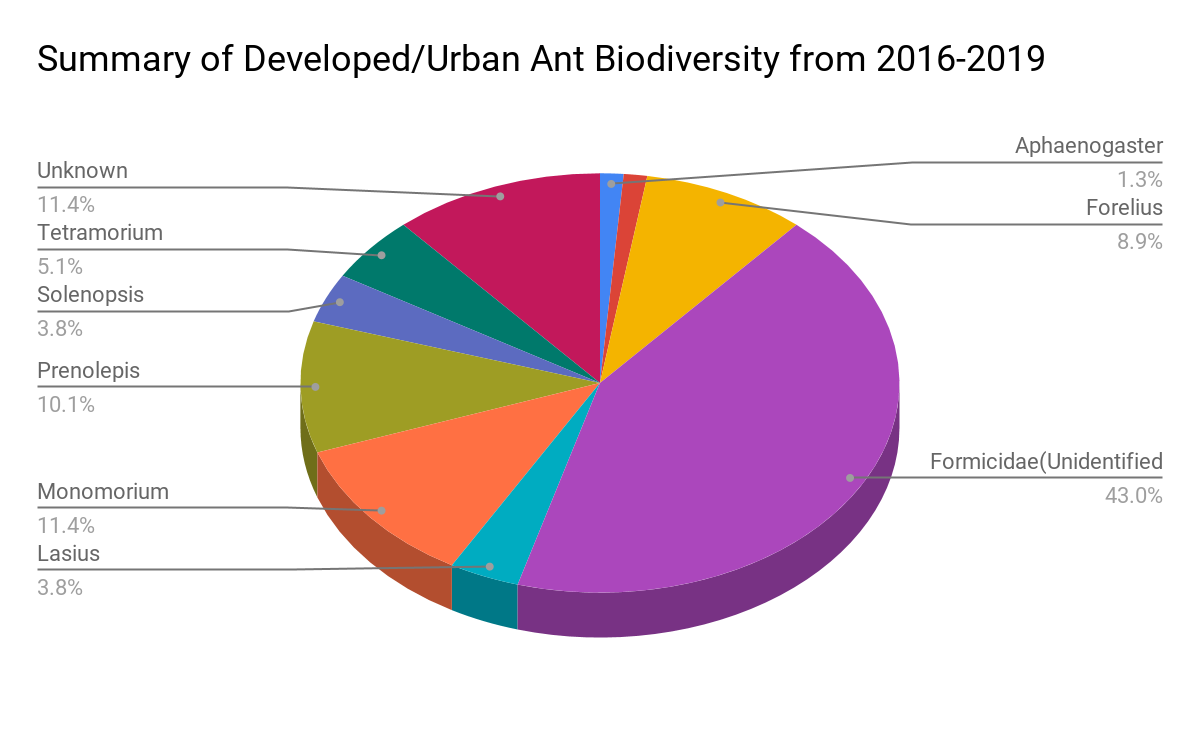 Summary of Developed/Urban Ant Biodiversity from 2016-2019
Unknown
11.4%
Tetramorium
5.1%
Solenopsis
3.8%
Prenolepis
10.1%
Monomorium
11.4%
Lasius
3.8%
Aphaenogaster
1.3%
Forelius
8.9%
Formicidae(Unidentified
43.0%